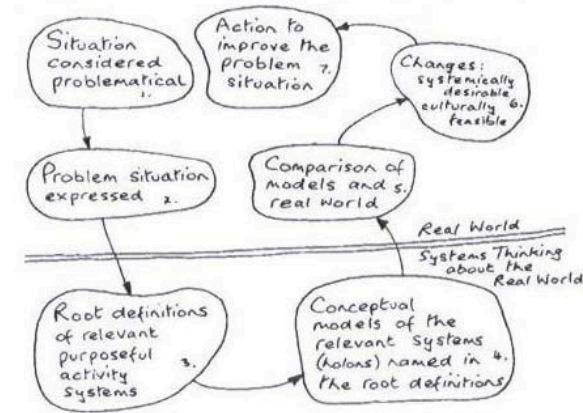 Situation
considered
problematical
1.
Problem situation
expressed 2.
Root definitions
of relevant
purposeful
activity 3.
systems
Conceptual
models of the
relevant systems
(holons) named in 4.
the root definitions
Comparison of
models and 5.
real world
Changes:
systemically
desirable 6.
culturally
feasible
Action to
improve the
problem 7.
situation
Real World
Systems Thinking
about the
Real World